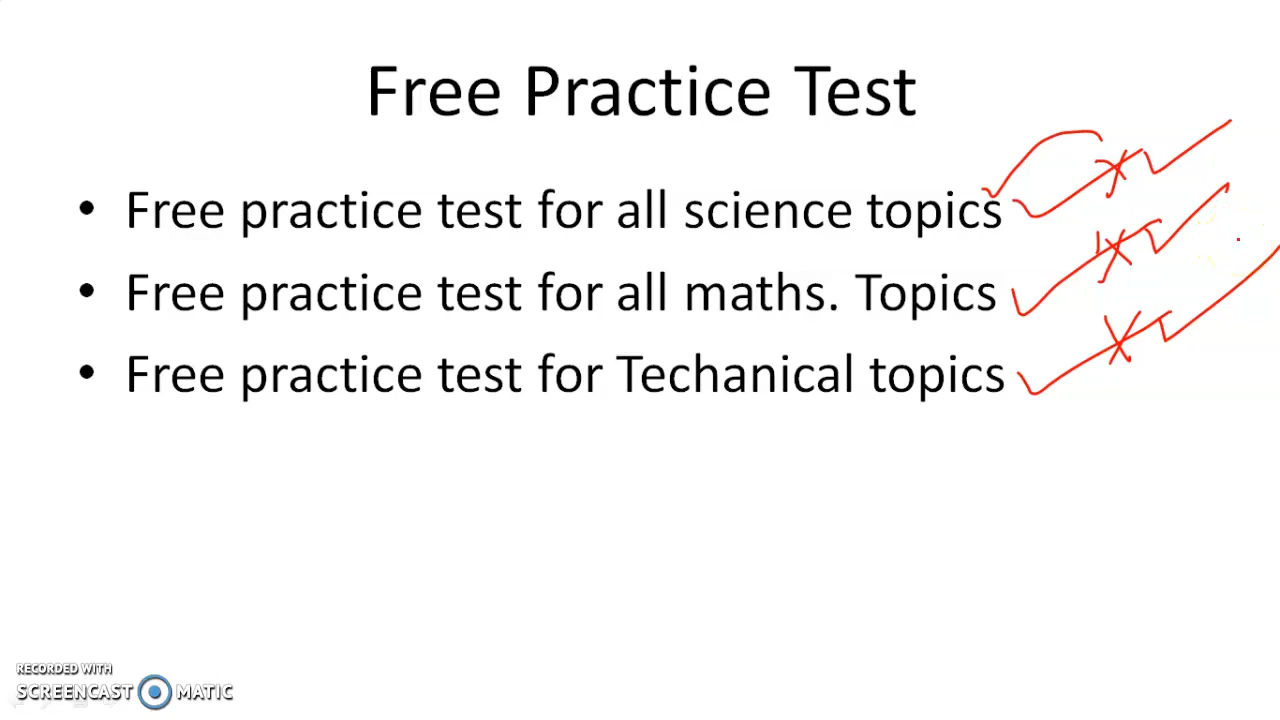 Free Practice Test
• Free practice test for all science topics
• Free practice test for all maths. Topics
• Free practice test for Techanical topics
RECORDED WITH
SCREENCAST MATIC